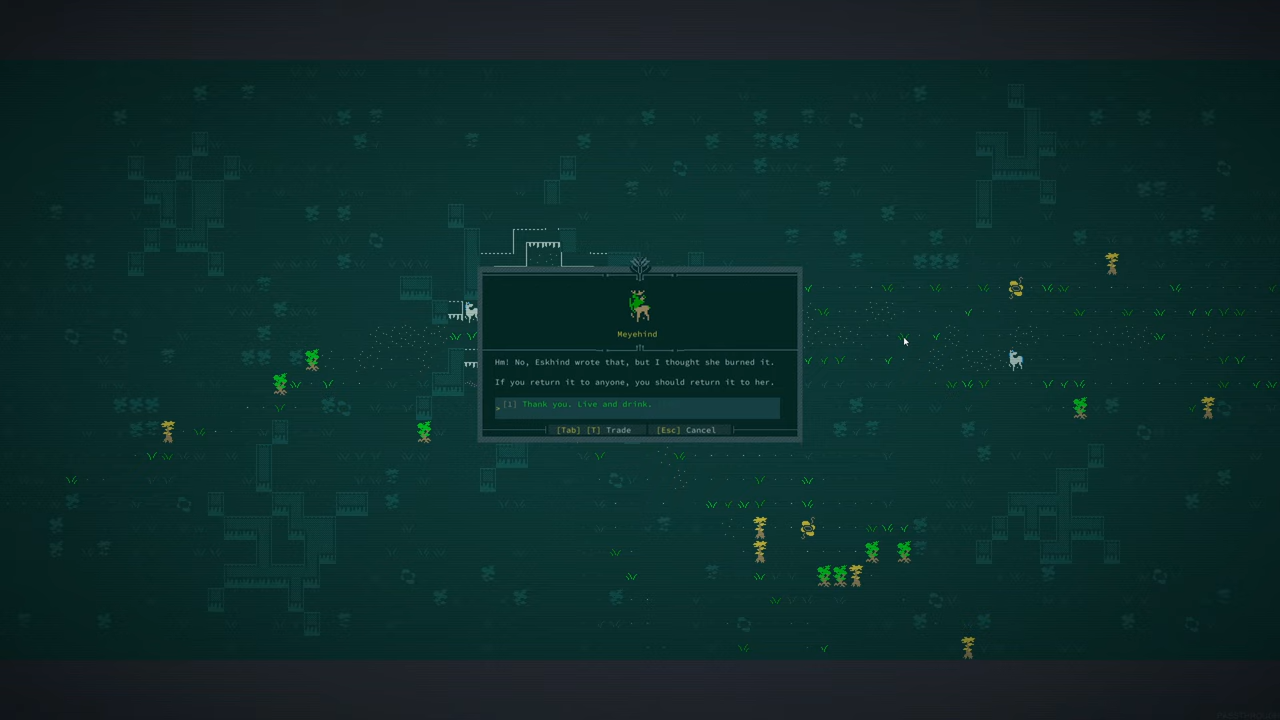 Meyehind
Hm! No, Eskhind wrote that, but I thought she burned it.
If you return it to anyone, you should return it to her.
> [1] Thank you. Live and drink.
[Tab] [T] Trade [Esc] Cancel